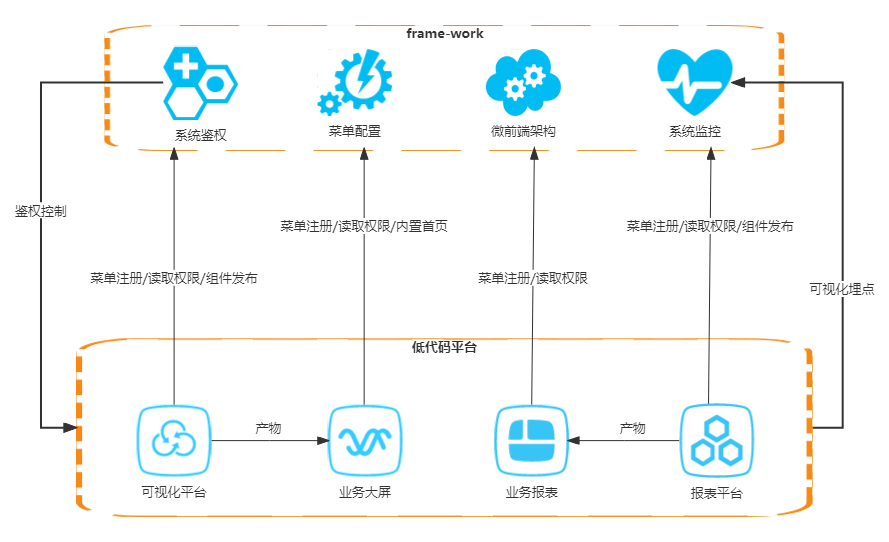 frame-work
系统鉴权
菜单配置
微前端架构
系统监控
鉴权控制
菜单注册/读取权限/内置首页
菜单注册/读取权限/组件发布
菜单注册/读取权限/组件发布
菜单注册/读取权限
可视化埋点
低代码平台
产物
产物
可视化平台
业务大屏
业务报表
报表平台